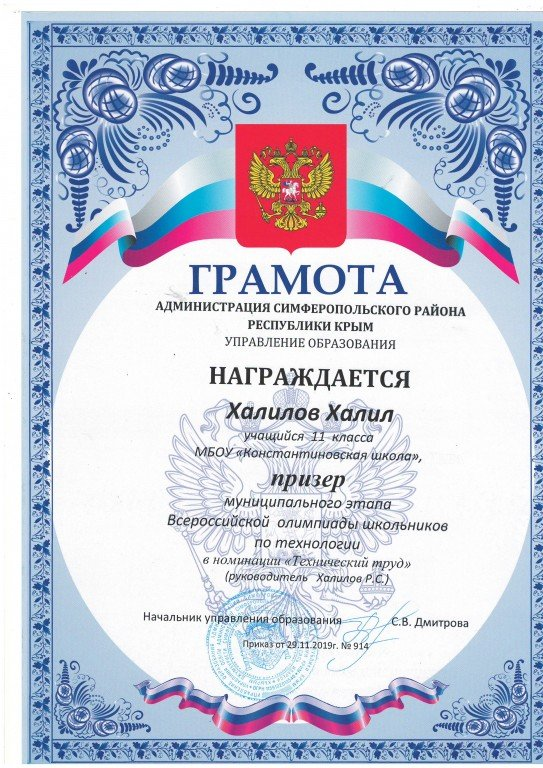 ГРАМОТА
АДМИНИСТРАЦИЯ СИМФЕРОПОЛЬСКОГО РАЙОНА
РЕСПУБЛИКИ КРЫМ
УПРАВЛЕНИЕ ОБРАЗОВАНИЯ
НАГРАЖДАЕТСЯ
Халилов Халил
учащийся 11 класса
МБОУ «Константиновская школа»,
призер
муниципального этапа
Всероссийской олимпиады школьников
по технологии
в номинации «Технический труд»
(руководитель Халилов Р.С.)
Начальник управления образования С.В. Дмитрова
Приказ от 29.11.2019г. № 914